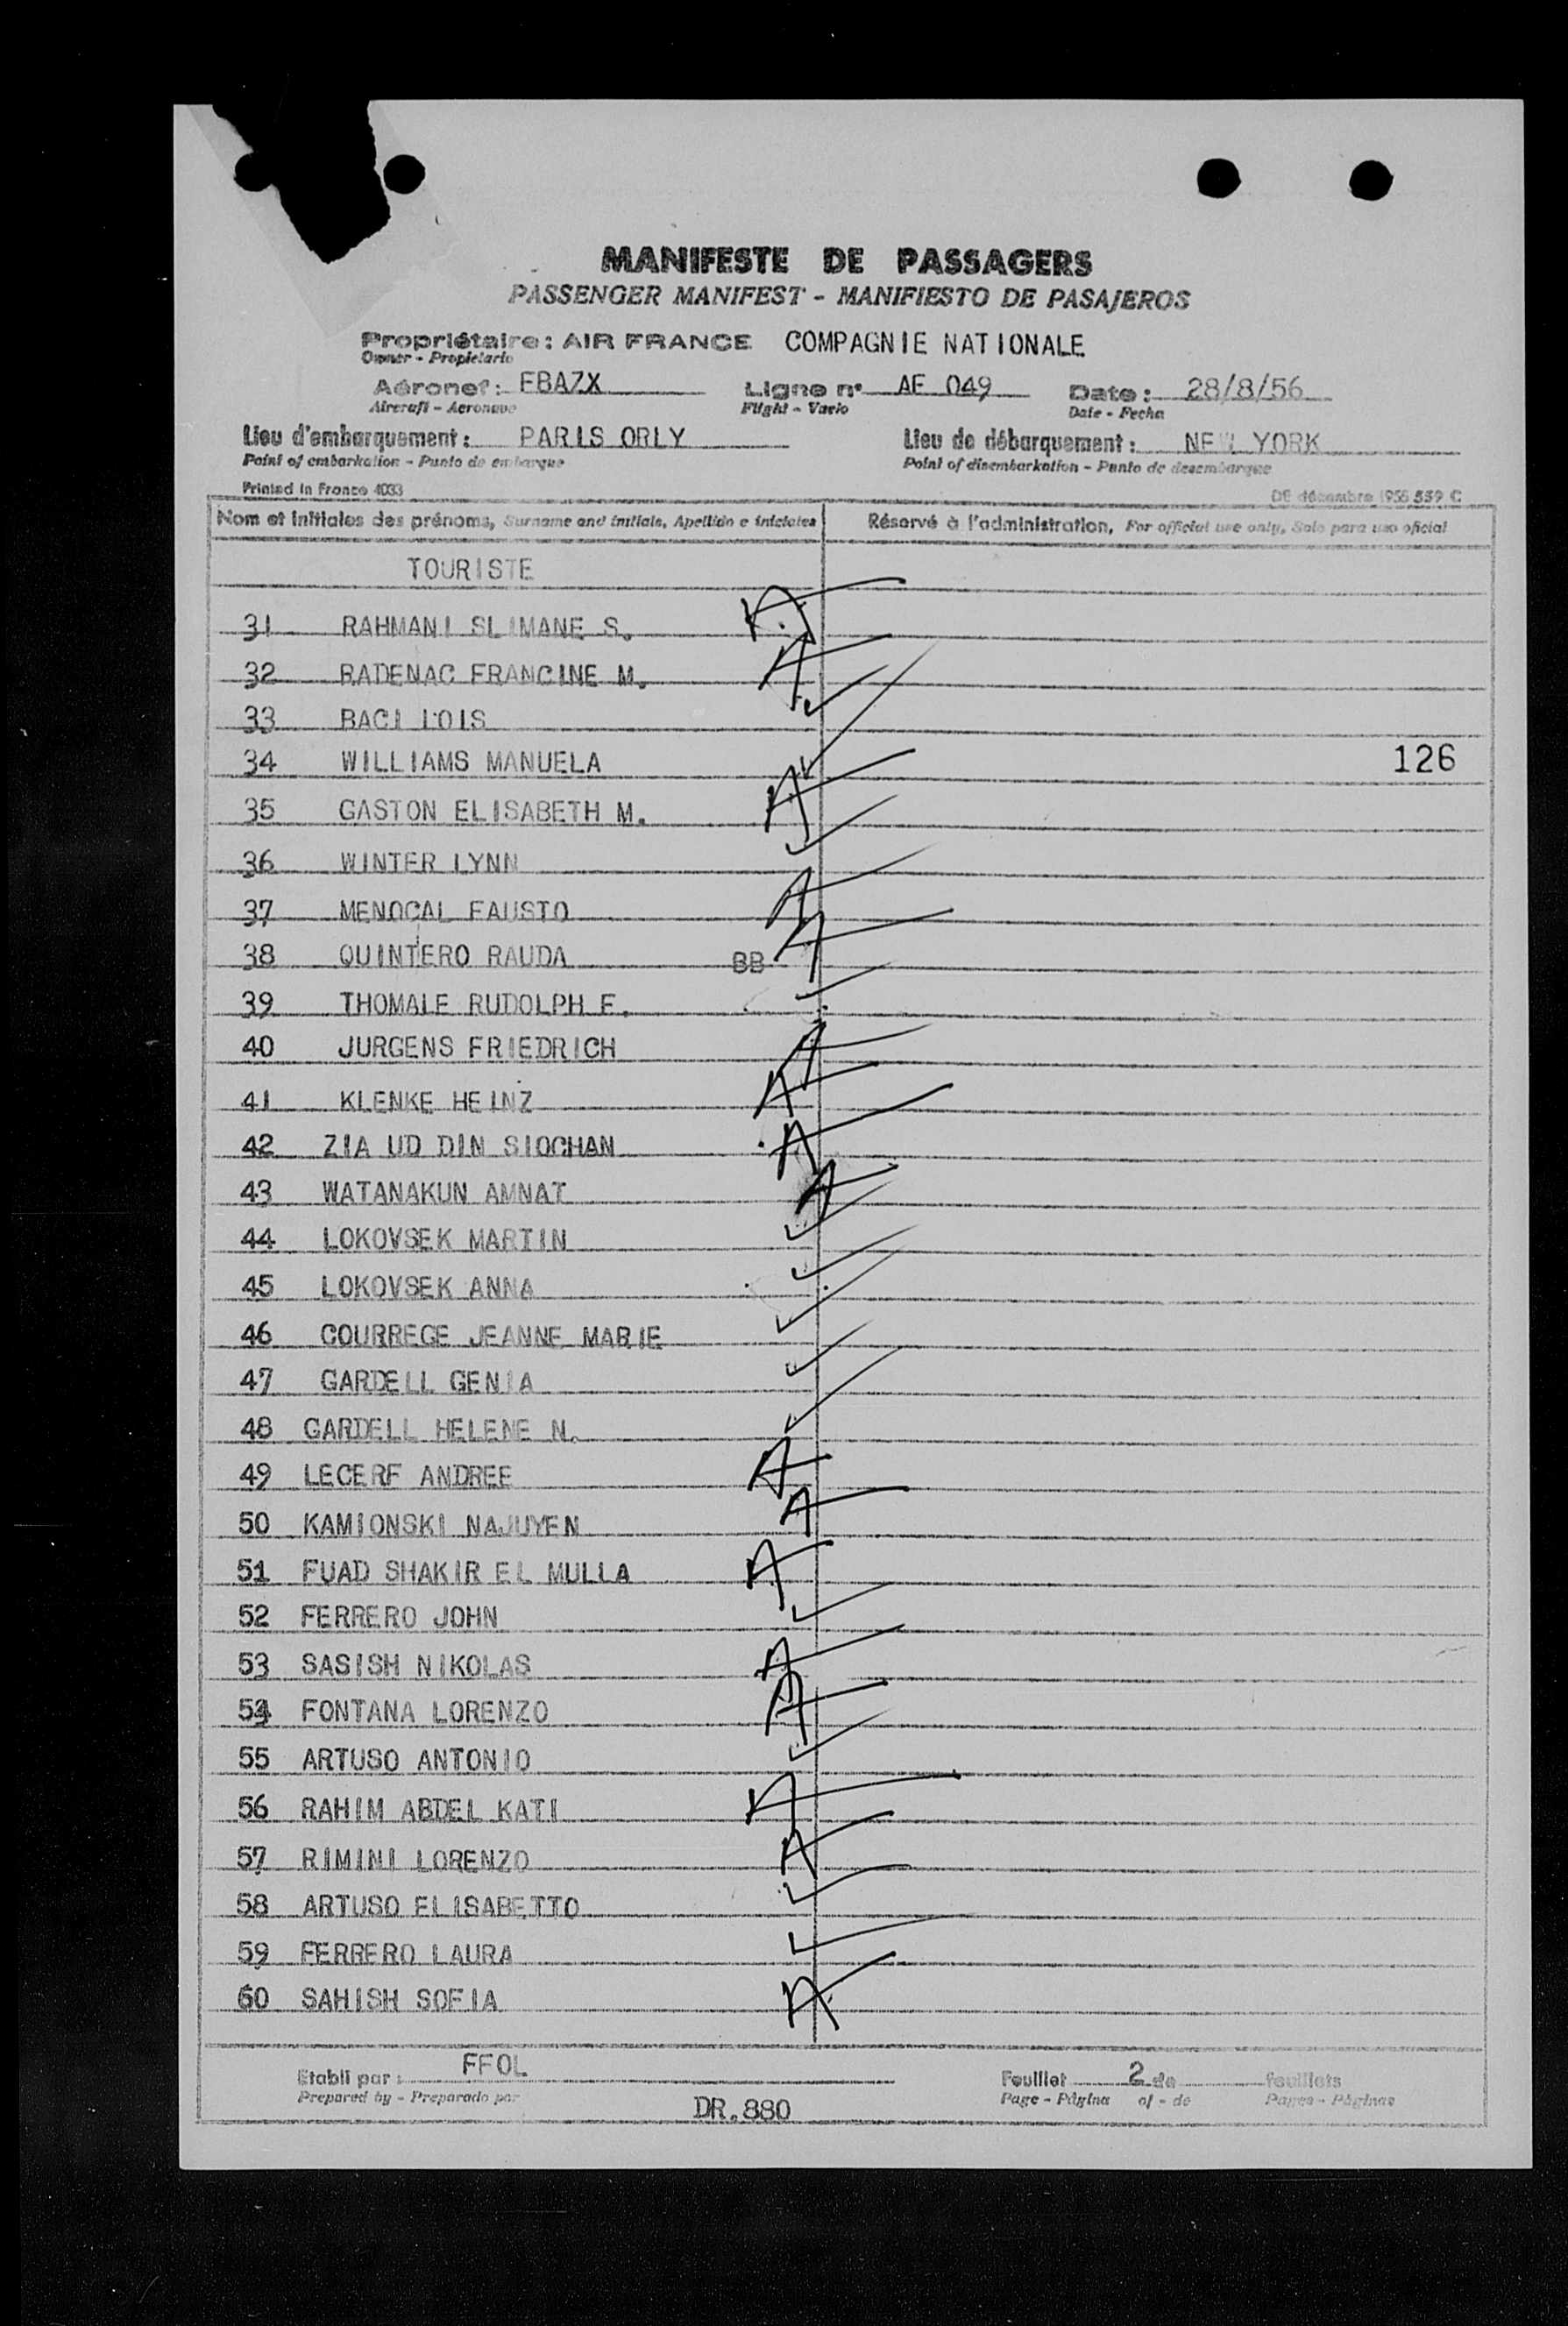 MANIFESTE DE PASSAGERS
PASSENGER MANIFEST - MANIFIESTO DE PASAJEROS
Propriétaire: AIR FRANCE COMPAGNIE NATIONALE
Owner - Propietario
Aéronef: FBAZX Ligne n° AF 049 Date: 28/8/56
Aircraft - Aeronave Flight - Vuelo Date - Fecha
Lieu d'embarquement: PARIS ORLY Lieu de débarquement: NEW YORK
Point of embarkation - Punto de embarque Point of disembarkation - Punto de desembarque
Printed in France 4033 DE décembre 1955 559 C
Nom et initiales des prénoms, Surname and initials, Apellido e iniciales Réservé à l'administration, For official use only, Solo para uso oficial
TOURISTE
31 RAHMANI SLIMANE S. A
32 RADENAC FRANCINE M. A
33 BACI LOIS ✓
34 WILLIAMS MANUELA ✓ 126
35 GASTON ELISABETH M. A
36 WINTER LYNN ✓
37 MENOCAL FAUSTO A
38 QUINTERO RAUDA BB A
39 THOMALE RUDOLPH F. ✓
40 JURGENS FRIEDRICH A
41 KLENKE HEINZ A
42 ZIA UD DIN SIOCHAN A
43 WATANAKUN AMNAT A
44 LOKOVSEK MARTIN ✓
45 LOKOVSEK ANNA ✓
46 COURREGE JEANNE MARIE ✓
47 GARDELL GENIA ✓
48 GARDELL HELENE N. ✓
49 LECERF ANDREE A
50 KAMIONSKI NAJUYEN A
51 FUAD SHAKIR EL MULLA A
52 FERRERO JOHN ✓
53 SASISH NIKOLAS A
54 FONTANA LORENZO A
55 ARTUSO ANTONIO ✓
56 RAHIM ABDEL KATI A
57 RIMINI LORENZO A
58 ARTUSO ELISABETTO ✓
59 FERRERO LAURA ✓
60 SAHISH SOFIA A
Etabli par: FFOL Feuillet 2 de feuillets
Prepared by - Preparado por Page - Página of - de Pages - Páginas
DR.880